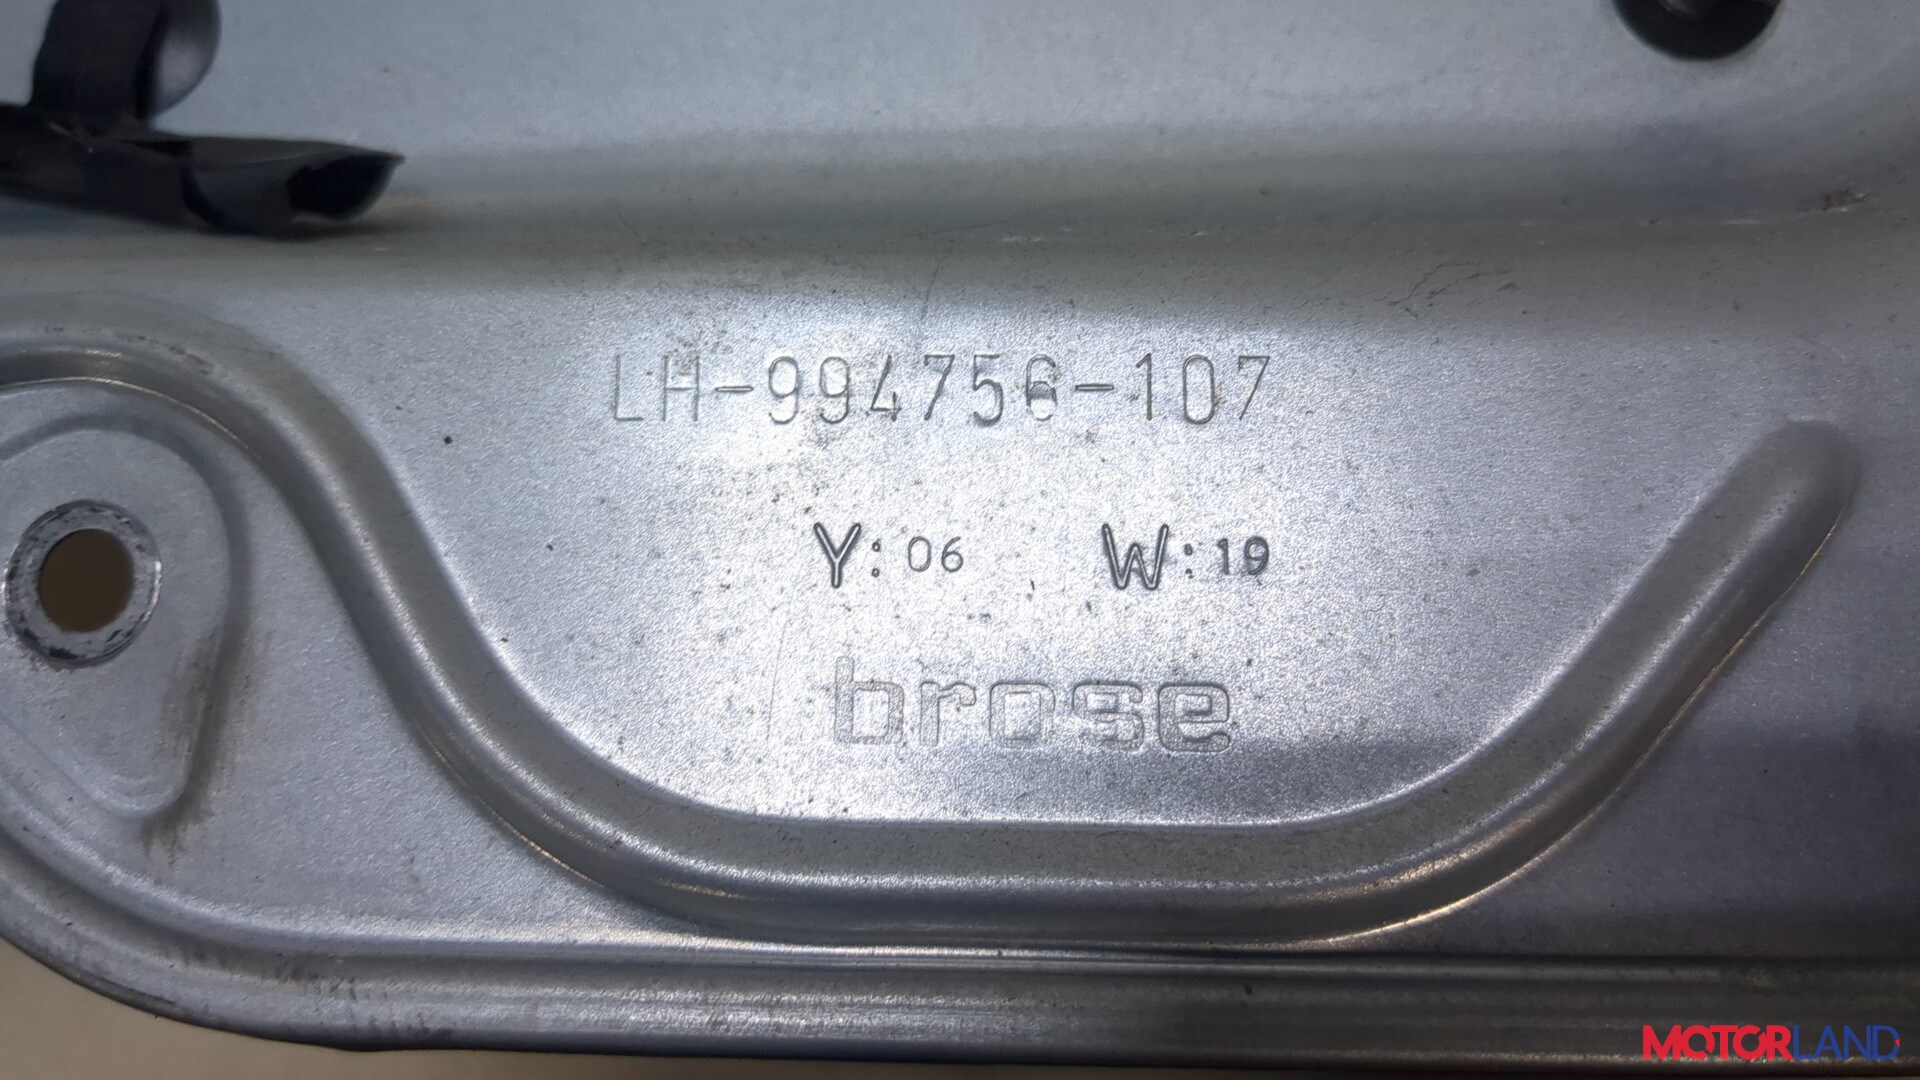 LH-994756-107
Y: 06 W: 19
brose
MOTORLAND